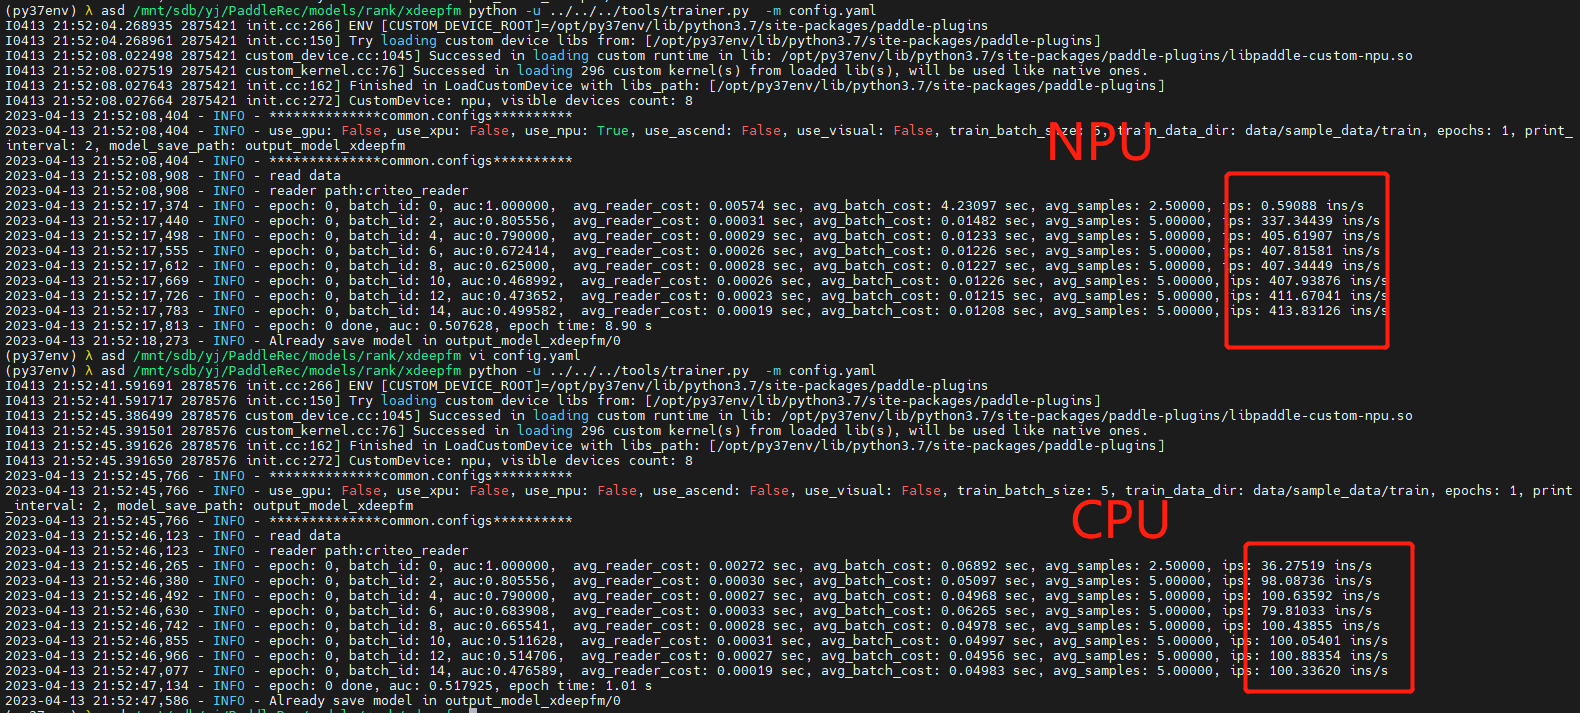 (py37env) λ asd /mnt/sdb/yj/PaddleRec/models/rank/xdeepfm python -u ../../../tools/trainer.py  -m config.yaml
I0413 21:52:04.268935 2875421 init.cc:266] ENV [CUSTOM_DEVICE_ROOT]=/opt/py37env/lib/python3.7/site-packages/paddle-plugins
I0413 21:52:04.268961 2875421 init.cc:150] Try loading custom device libs from: [/opt/py37env/lib/python3.7/site-packages/paddle-plugins]
I0413 21:52:08.022498 2875421 custom_device.cc:1045] Successed in loading custom runtime in lib: /opt/py37env/lib/python3.7/site-packages/paddle-plugins/libpaddle-custom-npu.so
I0413 21:52:08.027519 2875421 custom_kernel.cc:76] Successed in loading 296 custom kernel(s) from loaded lib(s), will be used like native ones.
I0413 21:52:08.027643 2875421 init.cc:162] Finished in LoadCustomDevice with libs_path: [/opt/py37env/lib/python3.7/site-packages/paddle-plugins]
I0413 21:52:08.027664 2875421 init.cc:272] CustomDevice: npu, visible devices count: 8
2023-04-13 21:52:08,404 - INFO - **************common.configs**********
2023-04-13 21:52:08,404 - INFO - use_gpu: False, use_xpu: False, use_npu: True, use_ascend: False, use_visual: False, train_batch_size: 5, train_data_dir: data/sample_data/train, epochs: 1, print_
interval: 2, model_save_path: output_model_xdeepfm
NPU
2023-04-13 21:52:08,404 - INFO - **************common.configs**********
2023-04-13 21:52:08,908 - INFO - read data
2023-04-13 21:52:08,908 - INFO - reader path:criteo_reader
2023-04-13 21:52:17,374 - INFO - epoch: 0, batch_id: 0, auc:1.000000,  avg_reader_cost: 0.00574 sec, avg_batch_cost: 4.23097 sec, avg_samples: 2.50000, ips: 0.59088 ins/s
2023-04-13 21:52:17,440 - INFO - epoch: 0, batch_id: 2, auc:0.805556,  avg_reader_cost: 0.00031 sec, avg_batch_cost: 0.01482 sec, avg_samples: 5.00000, ips: 337.34439 ins/s
2023-04-13 21:52:17,498 - INFO - epoch: 0, batch_id: 4, auc:0.790000,  avg_reader_cost: 0.00029 sec, avg_batch_cost: 0.01233 sec, avg_samples: 5.00000, ips: 405.61907 ins/s
2023-04-13 21:52:17,555 - INFO - epoch: 0, batch_id: 6, auc:0.672414,  avg_reader_cost: 0.00026 sec, avg_batch_cost: 0.01226 sec, avg_samples: 5.00000, ips: 407.81581 ins/s
2023-04-13 21:52:17,612 - INFO - epoch: 0, batch_id: 8, auc:0.625000,  avg_reader_cost: 0.00028 sec, avg_batch_cost: 0.01227 sec, avg_samples: 5.00000, ips: 407.34449 ins/s
2023-04-13 21:52:17,669 - INFO - epoch: 0, batch_id: 10, auc:0.468992,  avg_reader_cost: 0.00026 sec, avg_batch_cost: 0.01226 sec, avg_samples: 5.00000, ips: 407.93876 ins/s
2023-04-13 21:52:17,726 - INFO - epoch: 0, batch_id: 12, auc:0.473652,  avg_reader_cost: 0.00023 sec, avg_batch_cost: 0.01215 sec, avg_samples: 5.00000, ips: 411.67041 ins/s
2023-04-13 21:52:17,783 - INFO - epoch: 0, batch_id: 14, auc:0.499582,  avg_reader_cost: 0.00019 sec, avg_batch_cost: 0.01208 sec, avg_samples: 5.00000, ips: 413.83126 ins/s
2023-04-13 21:52:17,813 - INFO - epoch: 0 done, auc: 0.507628, epoch time: 8.90 s
2023-04-13 21:52:18,273 - INFO - Already save model in output_model_xdeepfm/0
(py37env) λ asd /mnt/sdb/yj/PaddleRec/models/rank/xdeepfm vi config.yaml
(py37env) λ asd /mnt/sdb/yj/PaddleRec/models/rank/xdeepfm python -u ../../../tools/trainer.py  -m config.yaml
I0413 21:52:41.591691 2878576 init.cc:266] ENV [CUSTOM_DEVICE_ROOT]=/opt/py37env/lib/python3.7/site-packages/paddle-plugins
I0413 21:52:41.591717 2878576 init.cc:150] Try loading custom device libs from: [/opt/py37env/lib/python3.7/site-packages/paddle-plugins]
I0413 21:52:45.386499 2878576 custom_device.cc:1045] Successed in loading custom runtime in lib: /opt/py37env/lib/python3.7/site-packages/paddle-plugins/libpaddle-custom-npu.so
I0413 21:52:45.391501 2878576 custom_kernel.cc:76] Successed in loading 296 custom kernel(s) from loaded lib(s), will be used like native ones.
I0413 21:52:45.391626 2878576 init.cc:162] Finished in LoadCustomDevice with libs_path: [/opt/py37env/lib/python3.7/site-packages/paddle-plugins]
I0413 21:52:45.391650 2878576 init.cc:272] CustomDevice: npu, visible devices count: 8
2023-04-13 21:52:45,766 - INFO - **************common.configs**********
2023-04-13 21:52:45,766 - INFO - use_gpu: False, use_xpu: False, use_npu: False, use_ascend: False, use_visual: False, train_batch_size: 5, train_data_dir: data/sample_data/train, epochs: 1, print
_interval: 2, model_save_path: output_model_xdeepfm
CPU
2023-04-13 21:52:45,766 - INFO - **************common.configs**********
2023-04-13 21:52:46,123 - INFO - read data
2023-04-13 21:52:46,123 - INFO - reader path:criteo_reader
2023-04-13 21:52:46,265 - INFO - epoch: 0, batch_id: 0, auc:1.000000,  avg_reader_cost: 0.00272 sec, avg_batch_cost: 0.06892 sec, avg_samples: 2.50000, ips: 36.27519 ins/s
2023-04-13 21:52:46,380 - INFO - epoch: 0, batch_id: 2, auc:0.805556,  avg_reader_cost: 0.00030 sec, avg_batch_cost: 0.05097 sec, avg_samples: 5.00000, ips: 98.08736 ins/s
2023-04-13 21:52:46,492 - INFO - epoch: 0, batch_id: 4, auc:0.790000,  avg_reader_cost: 0.00027 sec, avg_batch_cost: 0.04968 sec, avg_samples: 5.00000, ips: 100.63592 ins/s
2023-04-13 21:52:46,630 - INFO - epoch: 0, batch_id: 6, auc:0.683908,  avg_reader_cost: 0.00033 sec, avg_batch_cost: 0.06265 sec, avg_samples: 5.00000, ips: 79.81033 ins/s
2023-04-13 21:52:46,742 - INFO - epoch: 0, batch_id: 8, auc:0.665541,  avg_reader_cost: 0.00028 sec, avg_batch_cost: 0.04978 sec, avg_samples: 5.00000, ips: 100.43855 ins/s
2023-04-13 21:52:46,855 - INFO - epoch: 0, batch_id: 10, auc:0.511628,  avg_reader_cost: 0.00031 sec, avg_batch_cost: 0.04997 sec, avg_samples: 5.00000, ips: 100.05401 ins/s
2023-04-13 21:52:46,966 - INFO - epoch: 0, batch_id: 12, auc:0.514706,  avg_reader_cost: 0.00027 sec, avg_batch_cost: 0.04956 sec, avg_samples: 5.00000, ips: 100.88354 ins/s
2023-04-13 21:52:47,077 - INFO - epoch: 0, batch_id: 14, auc:0.476589,  avg_reader_cost: 0.00019 sec, avg_batch_cost: 0.04983 sec, avg_samples: 5.00000, ips: 100.33620 ins/s
2023-04-13 21:52:47,134 - INFO - epoch: 0 done, auc: 0.517925, epoch time: 1.01 s
2023-04-13 21:52:47,586 - INFO - Already save model in output_model_xdeepfm/0